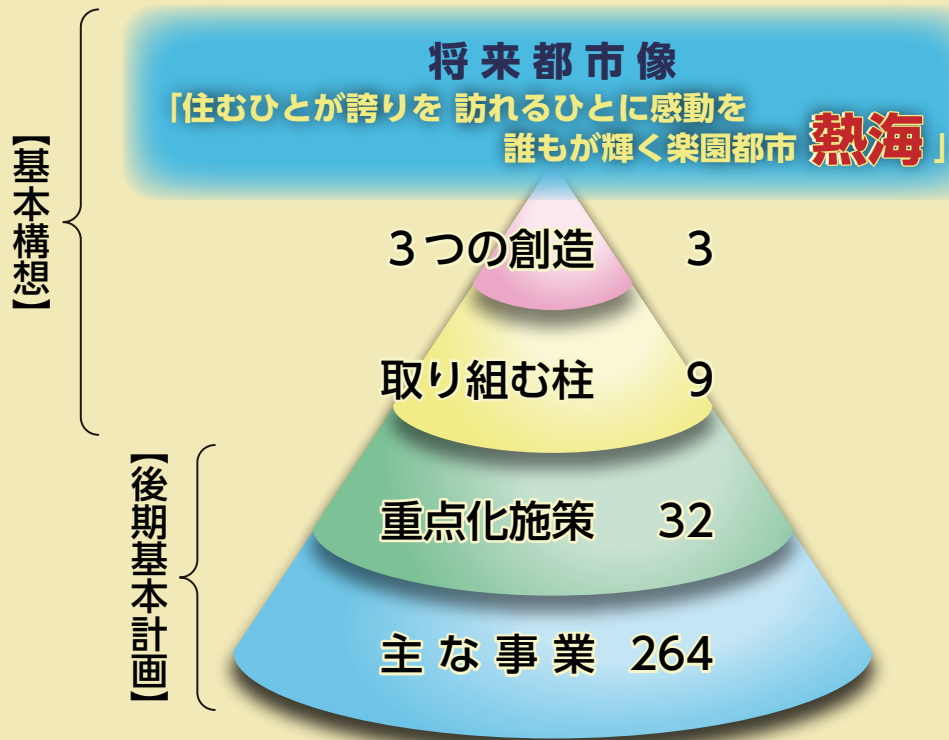 将来都市像
「住むひとが誇りを 訪れるひとに感動を
誰もが輝く楽園都市 熱海」
【基本構想】
３つの創造 3
取り組む柱 9
【後期基本計画】
重点化施策 32
主な事業 264